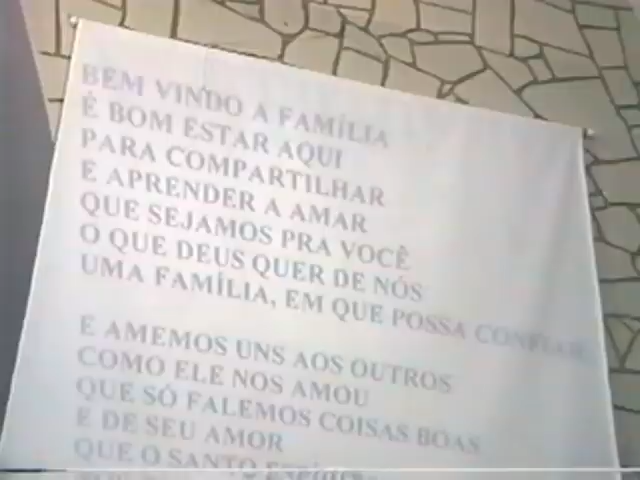 BEM VINDO A FAMÍLIA
É BOM ESTAR AQUI
PARA COMPARTILHAR
E APRENDER A AMAR
QUE SEJAMOS PRA VOCÊ
O QUE DEUS QUER DE NÓS
UMA FAMÍLIA, EM QUE POSSA CONFIAR
E AMEMOS UNS AOS OUTROS
COMO ELE NOS AMOU
QUE SÓ FALEMOS COISAS BOAS
E DE SEU AMOR
QUE O SANTO